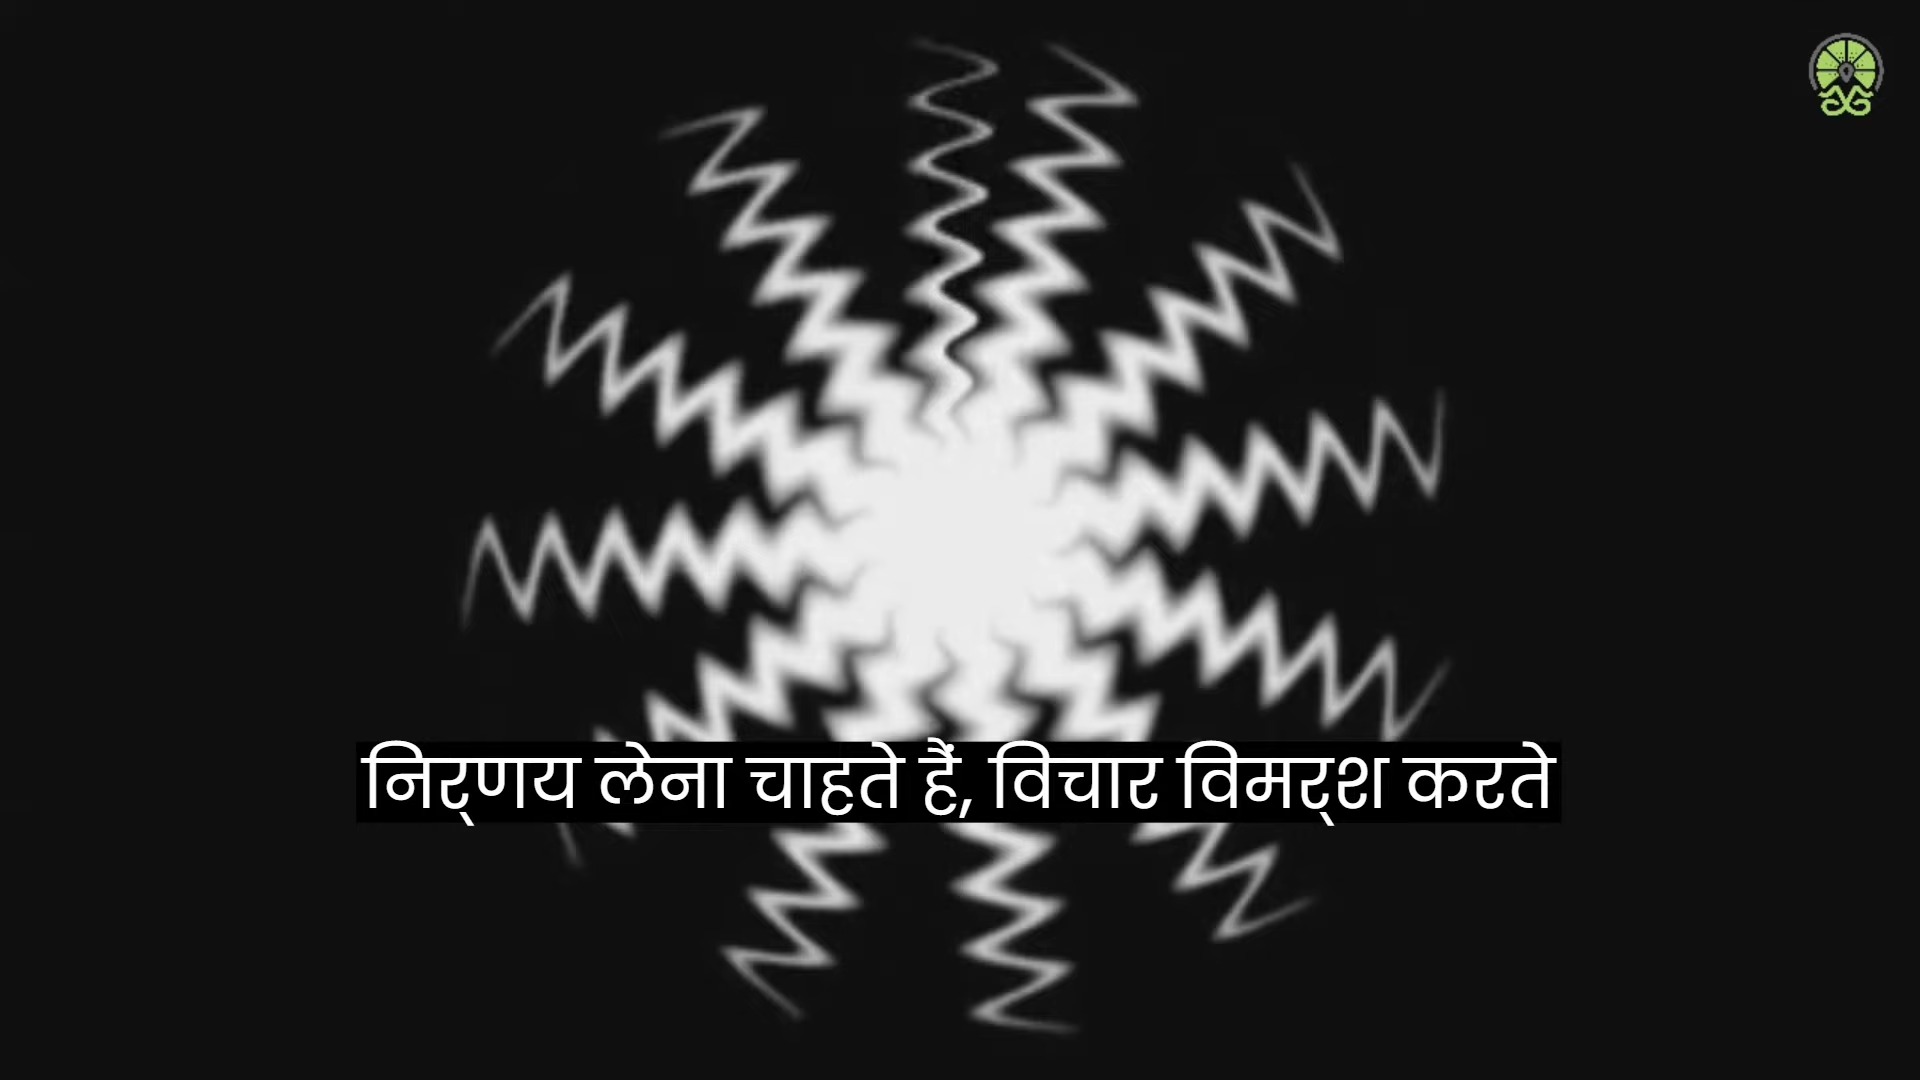 निर्‌णय लेना चाहते हैं, विचार विमर्‌श करते